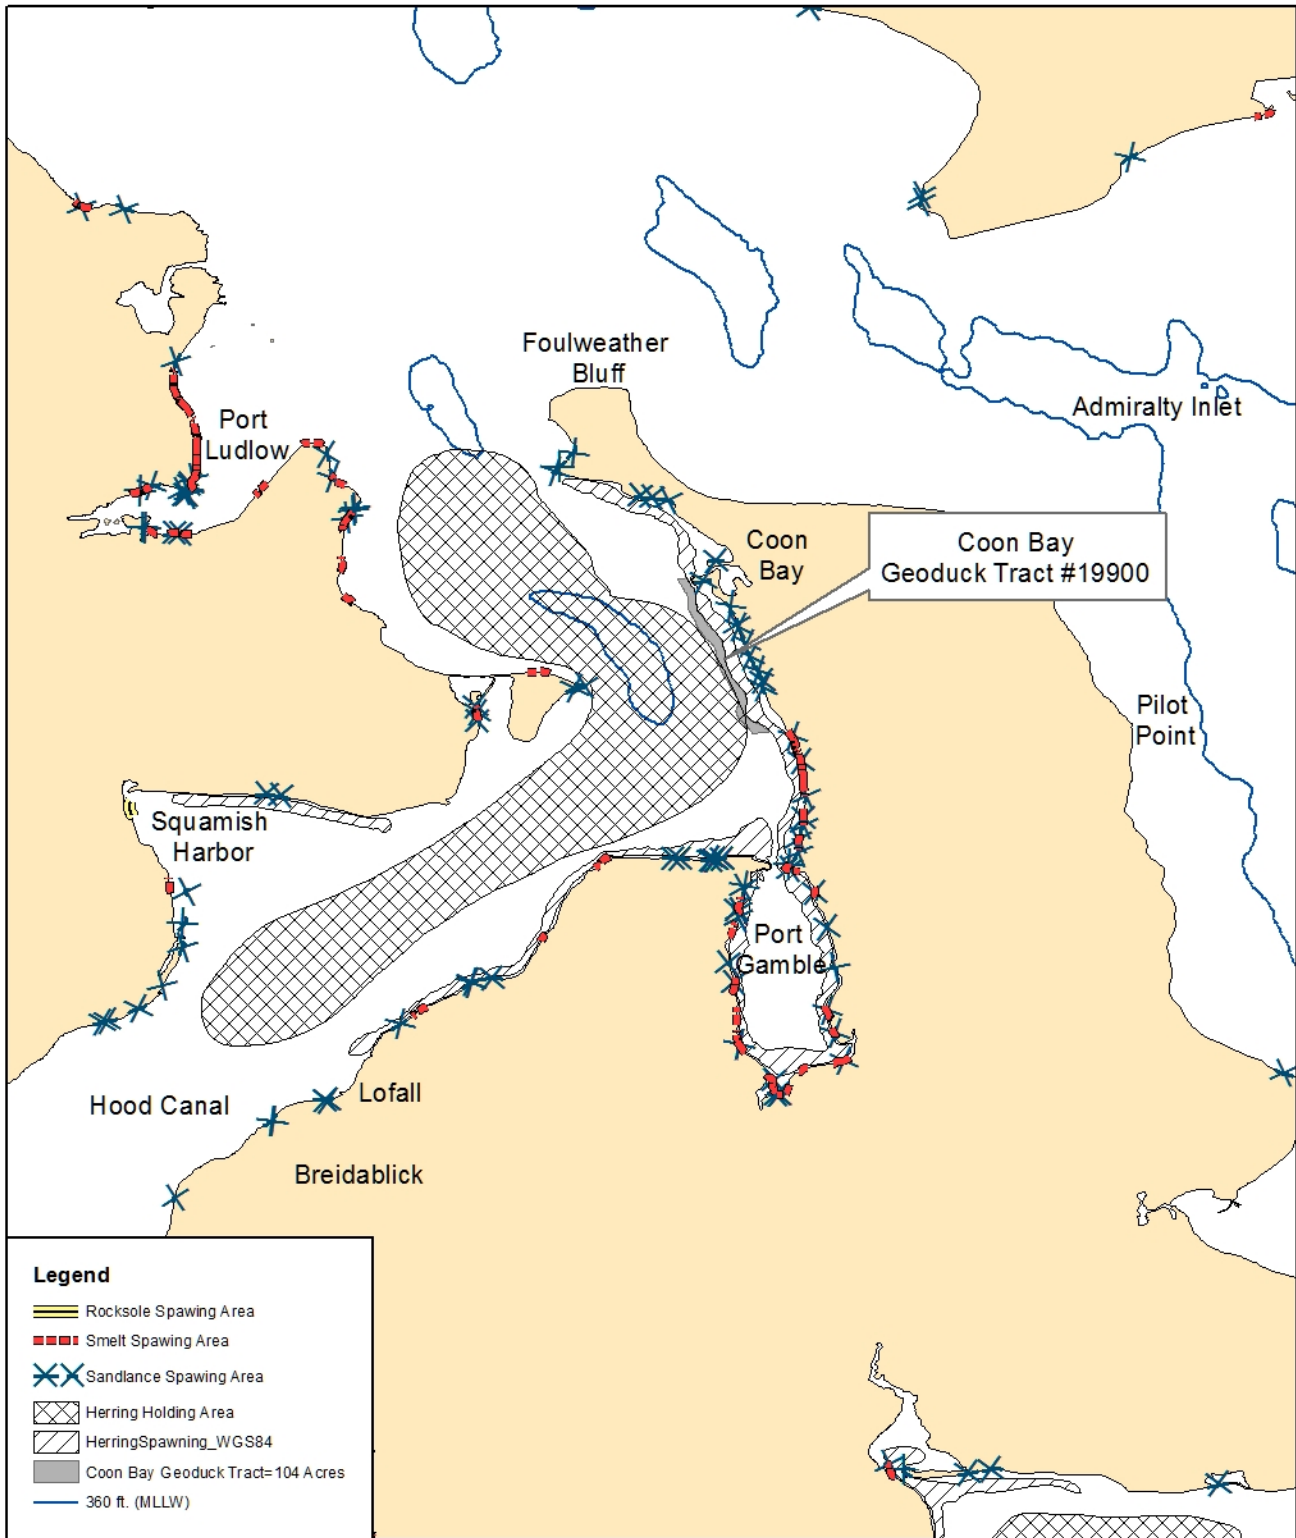 Foulweather
Bluff
Admiralty Inlet
Port
Ludlow
Coon
Bay
Coon Bay
Geoduck Tract #19900
Pilot
Point
Squamish
Harbor
Port
Gamble
Lofall
Hood Canal
Breidablick
Legend
Rocksole Spawing Area
Smelt Spawing Area
Sandlance Spawing Area
Herring Holding Area
HerringSpawning_WGS84
Coon Bay Geoduck Tract=104 Acres
360 ft. (MLLW)